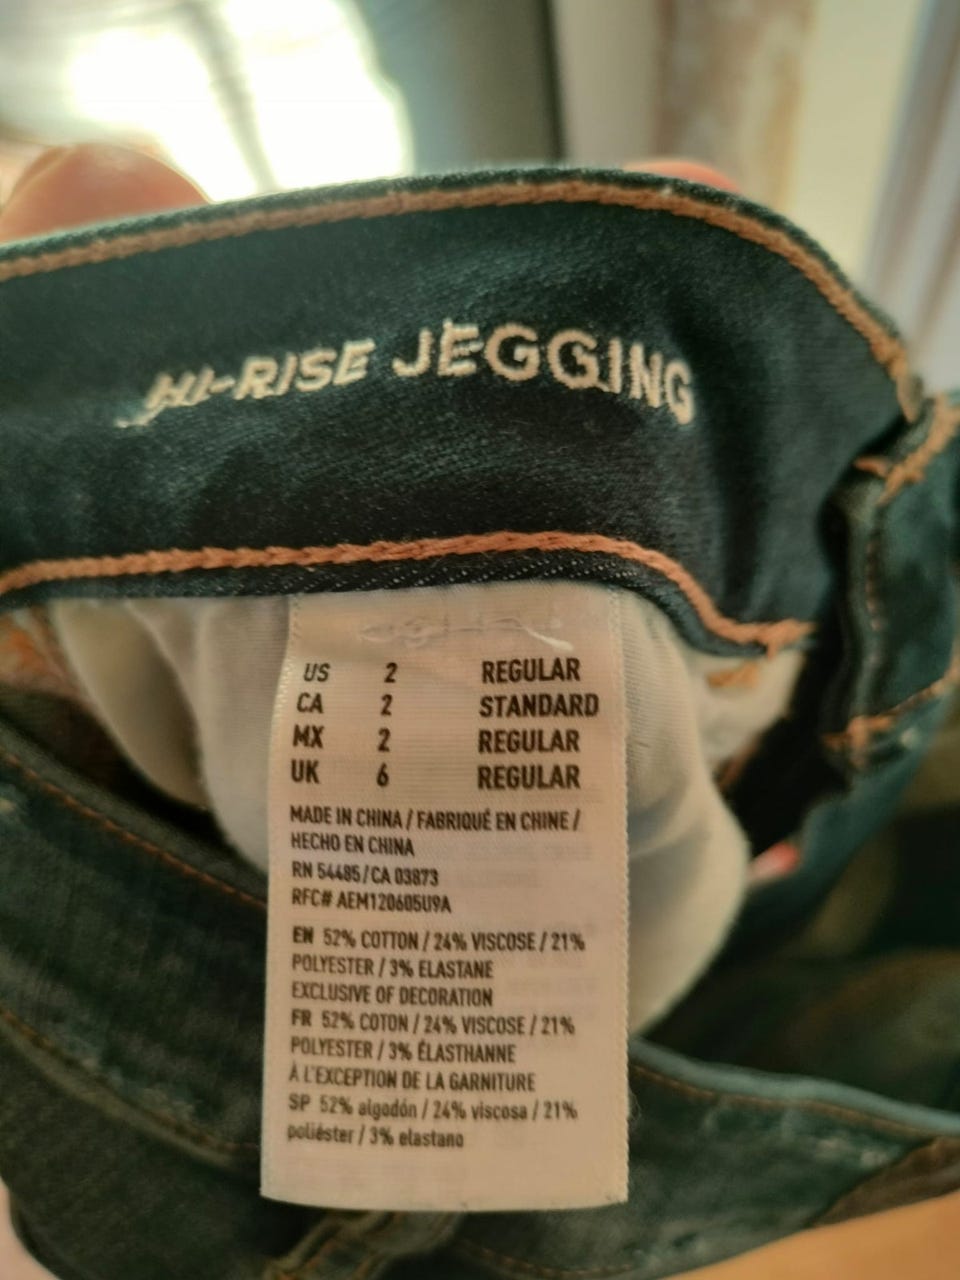 HI-RISE JEGGING
US 2 REGULAR
CA 2 STANDARD
MX 2 REGULAR
UK 6 REGULAR
MADE IN CHINA / FABRIQUÉ EN CHINE /
HECHO EN CHINA
RN 54485 / CA 03873
RFC# AEM120605U9A
EN 52% COTTON / 24% VISCOSE / 21%
POLYESTER / 3% ELASTANE
EXCLUSIVE OF DECORATION
FR 52% COTON / 24% VISCOSE / 21%
POLYESTER / 3% ÉLASTHANNE
À L'EXCEPTION DE LA GARNITURE
SP 52% algodón / 24% viscosa / 21%
poliéster / 3% elastano